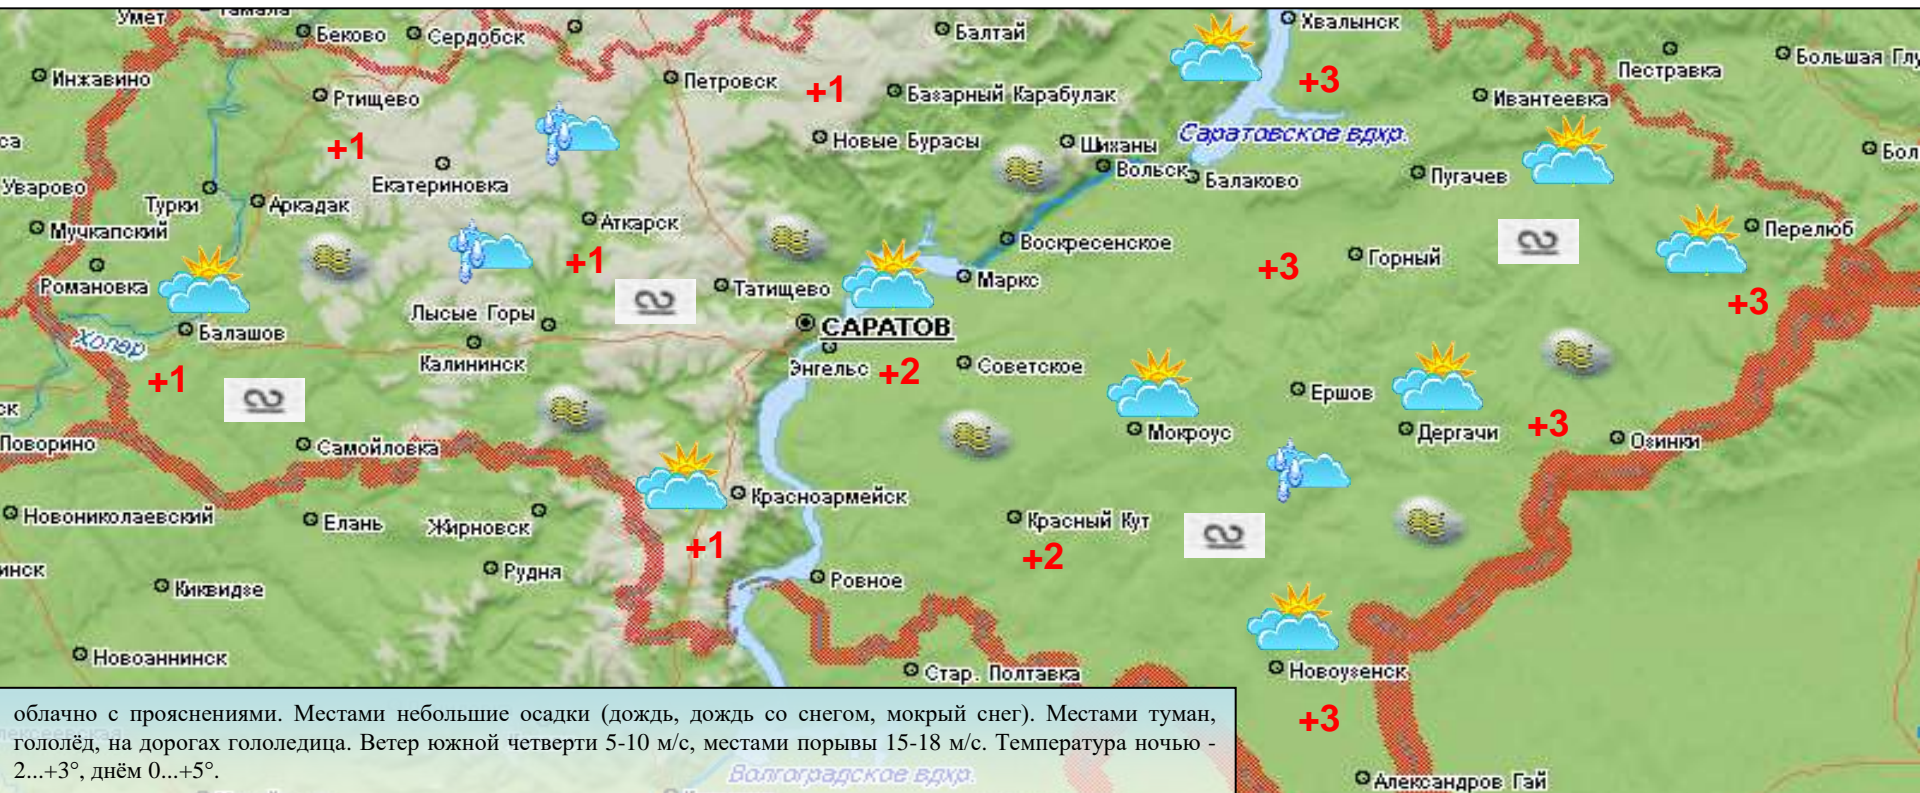 Умет
Тамала
Беково
Сердобск
Балтай
Хвалынск
Пестравка
Большая Глу
Инжавино
Ртищево
Петровск
+1
Базарный Карабулак
+3
Ивантеевка
са
+1
Новые Бурасы
Шиханы
Саратовское вдхр.
Бол
Уварово
Екатериновка
Вольск
Балаково
Пугачев
Турки
Аркадак
Мучкапский
Аткарск
Воскресенское
Перелюб
+1
+3
Горный
Романовка
Татищево
Маркс
+3
Лысые Горы
САРАТОВ
Хопер
Балашов
Калининск
Энгельс
+2
Советское
+1
Ершов
ск
Поворино
Самойловка
Мокроус
Дергачи
+3
Озинки
Красноармейск
Новониколаевский
Елань
Жирновск
Красный Кут
+1
+2
инск
Рудня
Киквидзе
Ровное
Новоаннинск
Стар. Полтавка
Новоузенск
+3
облачно с прояснениями. Местами небольшие осадки (дождь, дождь со снегом, мокрый снег). Местами туман,
гололёд, на дорогах гололедица. Ветер южной четверти 5-10 м/с, местами порывы 15-18 м/с. Температура ночью -
2...+3°, днём 0...+5°.
Волгоградское вдхр.
Александров Гай